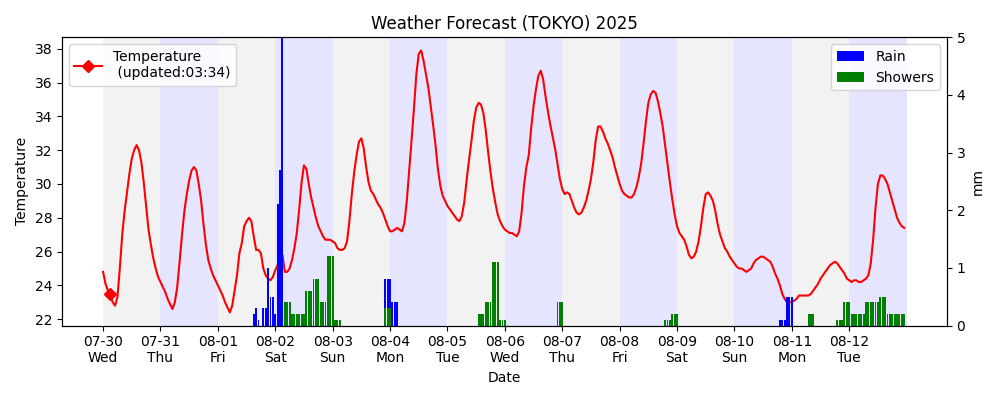 Weather Forecast (TOKYO) 2025
Temperature
(updated:03:34)
Rain
Showers
Temperature
38
36
34
32
30
28
26
24
22
5
4
3
2
1
0
mm
07-30 07-31 08-01 08-02 08-03 08-04 08-05 08-06 08-07 08-08 08-09 08-10 08-11 08-12
Wed Thu Fri Sat Sun Mon Tue Wed Thu Fri Sat Sun Mon Tue
Date